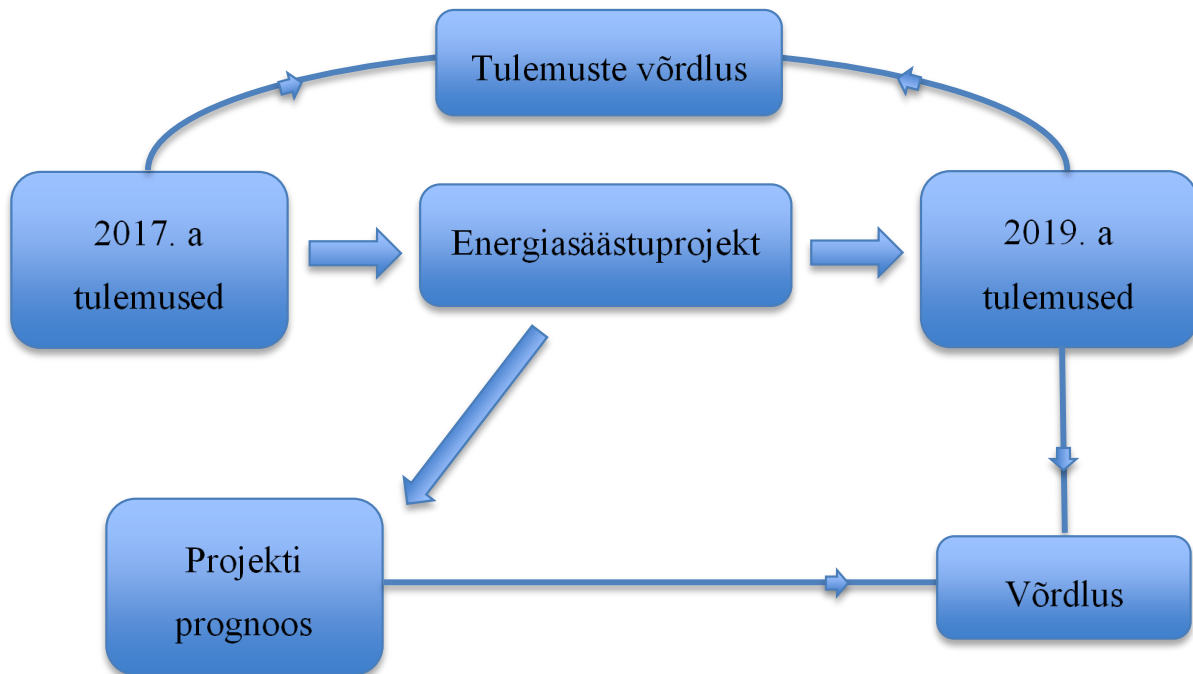 Tulemuste võrdlus
2017. a
tulemused
Energiasäästuprojekt
2019. a
tulemused
Projekti
prognoos
Võrdlus